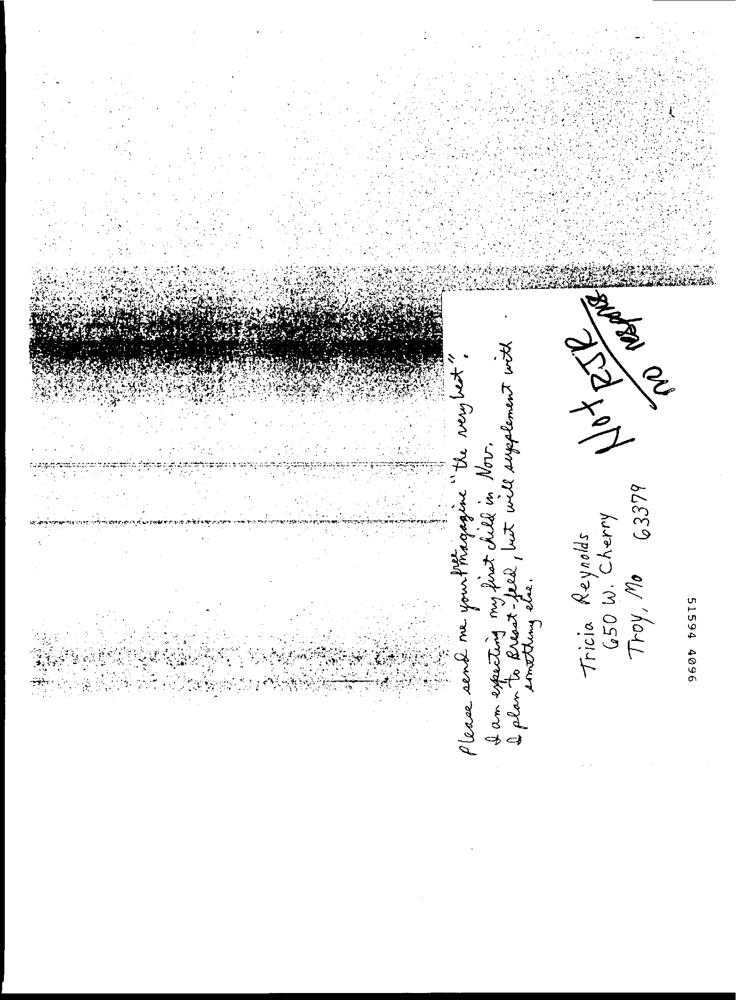 Please send me your free magazine "the very best".
I am expecting my first child in Nov.
I plan to Breast-feed, but will supplement with
something else.
Tricia Reynolds
650 W. Cherry
Troy, Mo 63379
Not RJR
no response
51594 4096